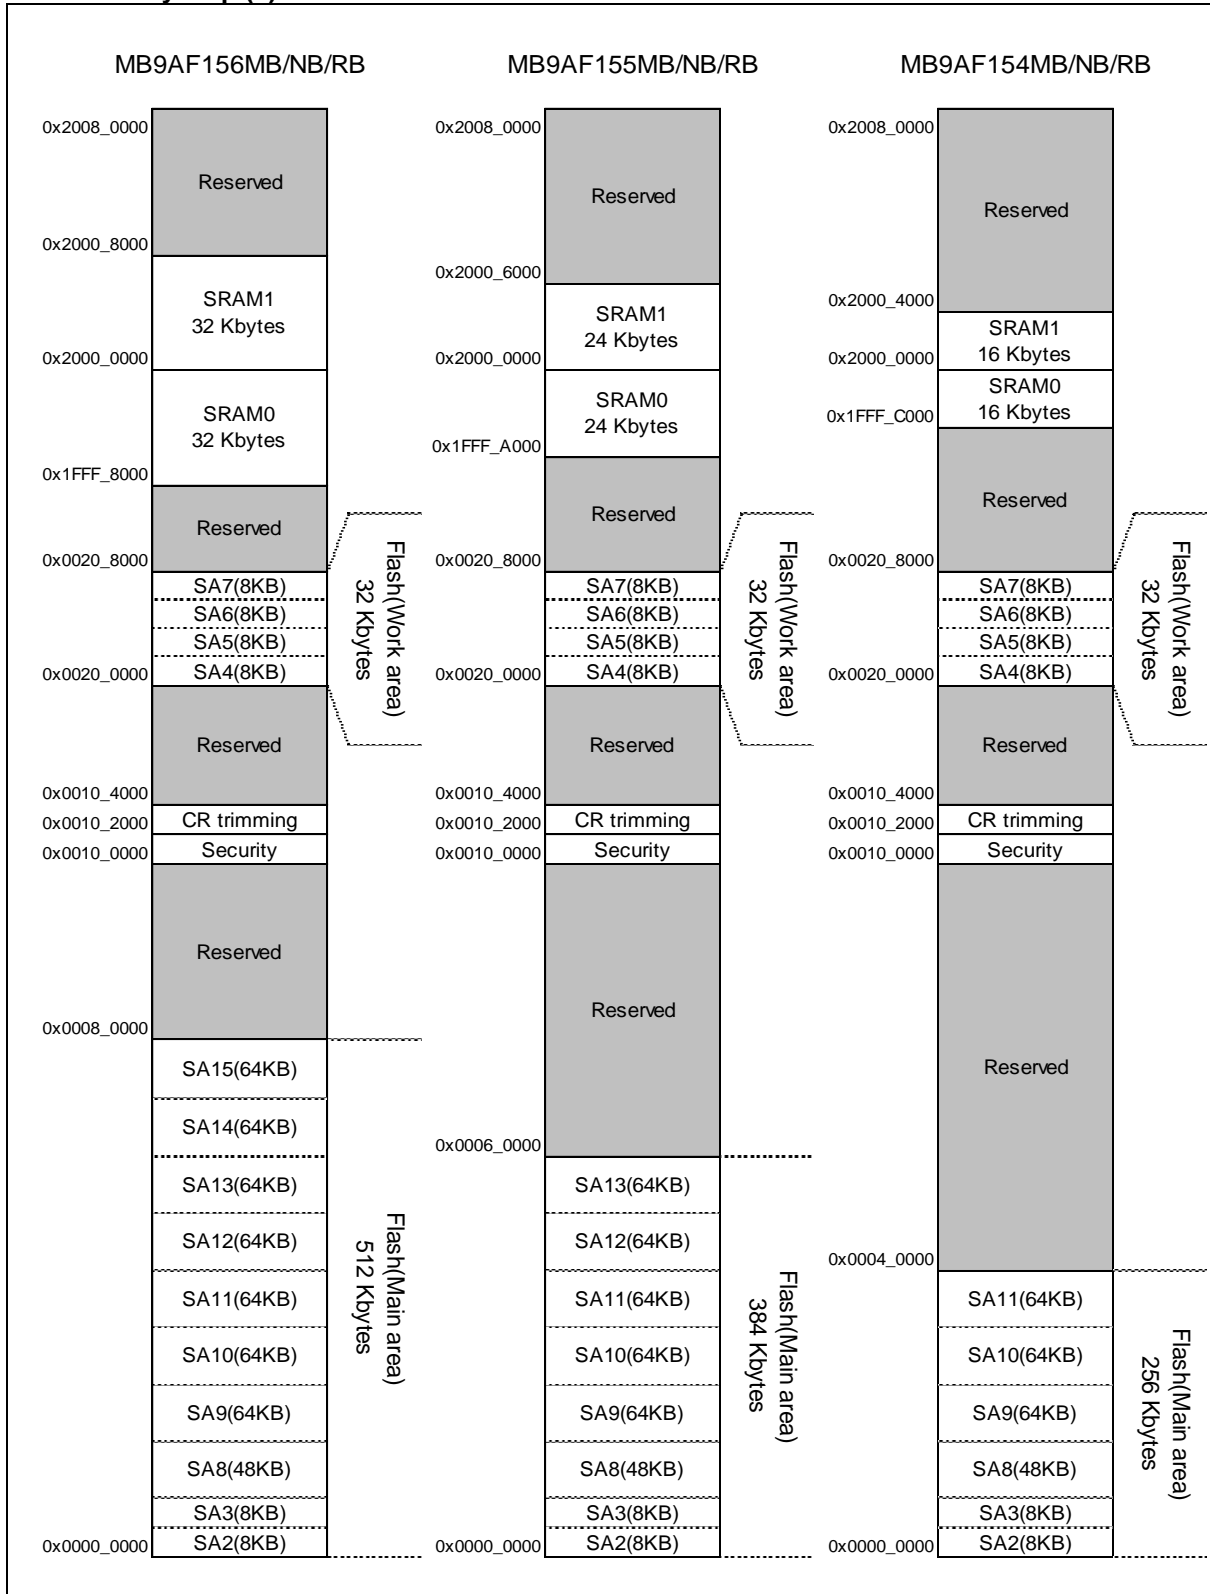 MB9AF156MB/NB/RB
0x2008_0000
Reserved
0x2000_8000
SRAM1
32 Kbytes
0x2000_0000
SRAM0
32 Kbytes
0x1FFF_8000
Reserved
0x0020_8000
SA7(8KB)
SA6(8KB)
SA5(8KB)
SA4(8KB)
0x0020_0000
Flash(Work area)
32 Kbytes
Reserved
0x0010_4000
CR trimming
0x0010_2000
Security
0x0010_0000
Reserved
0x0008_0000
SA15(64KB)
SA14(64KB)
SA13(64KB)
SA12(64KB)
SA11(64KB)
SA10(64KB)
SA9(64KB)
SA8(48KB)
SA3(8KB)
SA2(8KB)
0x0000_0000
Flash(Main area)
512 Kbytes
MB9AF155MB/NB/RB
0x2008_0000
Reserved
0x2000_6000
SRAM1
24 Kbytes
0x2000_0000
SRAM0
24 Kbytes
0x1FFF_A000
Reserved
0x0020_8000
SA7(8KB)
SA6(8KB)
SA5(8KB)
SA4(8KB)
0x0020_0000
Flash(Work area)
32 Kbytes
Reserved
0x0010_4000
CR trimming
0x0010_2000
Security
0x0010_0000
Reserved
0x0006_0000
SA13(64KB)
SA12(64KB)
SA11(64KB)
SA10(64KB)
SA9(64KB)
SA8(48KB)
SA3(8KB)
SA2(8KB)
0x0000_0000
Flash(Main area)
384 Kbytes
MB9AF154MB/NB/RB
0x2008_0000
Reserved
0x2000_4000
SRAM1
16 Kbytes
0x2000_0000
SRAM0
16 Kbytes
0x1FFF_C000
Reserved
0x0020_8000
SA7(8KB)
SA6(8KB)
SA5(8KB)
SA4(8KB)
0x0020_0000
Flash(Work area)
32 Kbytes
Reserved
0x0010_4000
CR trimming
0x0010_2000
Security
0x0010_0000
Reserved
0x0004_0000
SA11(64KB)
SA10(64KB)
SA9(64KB)
SA8(48KB)
SA3(8KB)
SA2(8KB)
0x0000_0000
Flash(Main area)
256 Kbytes